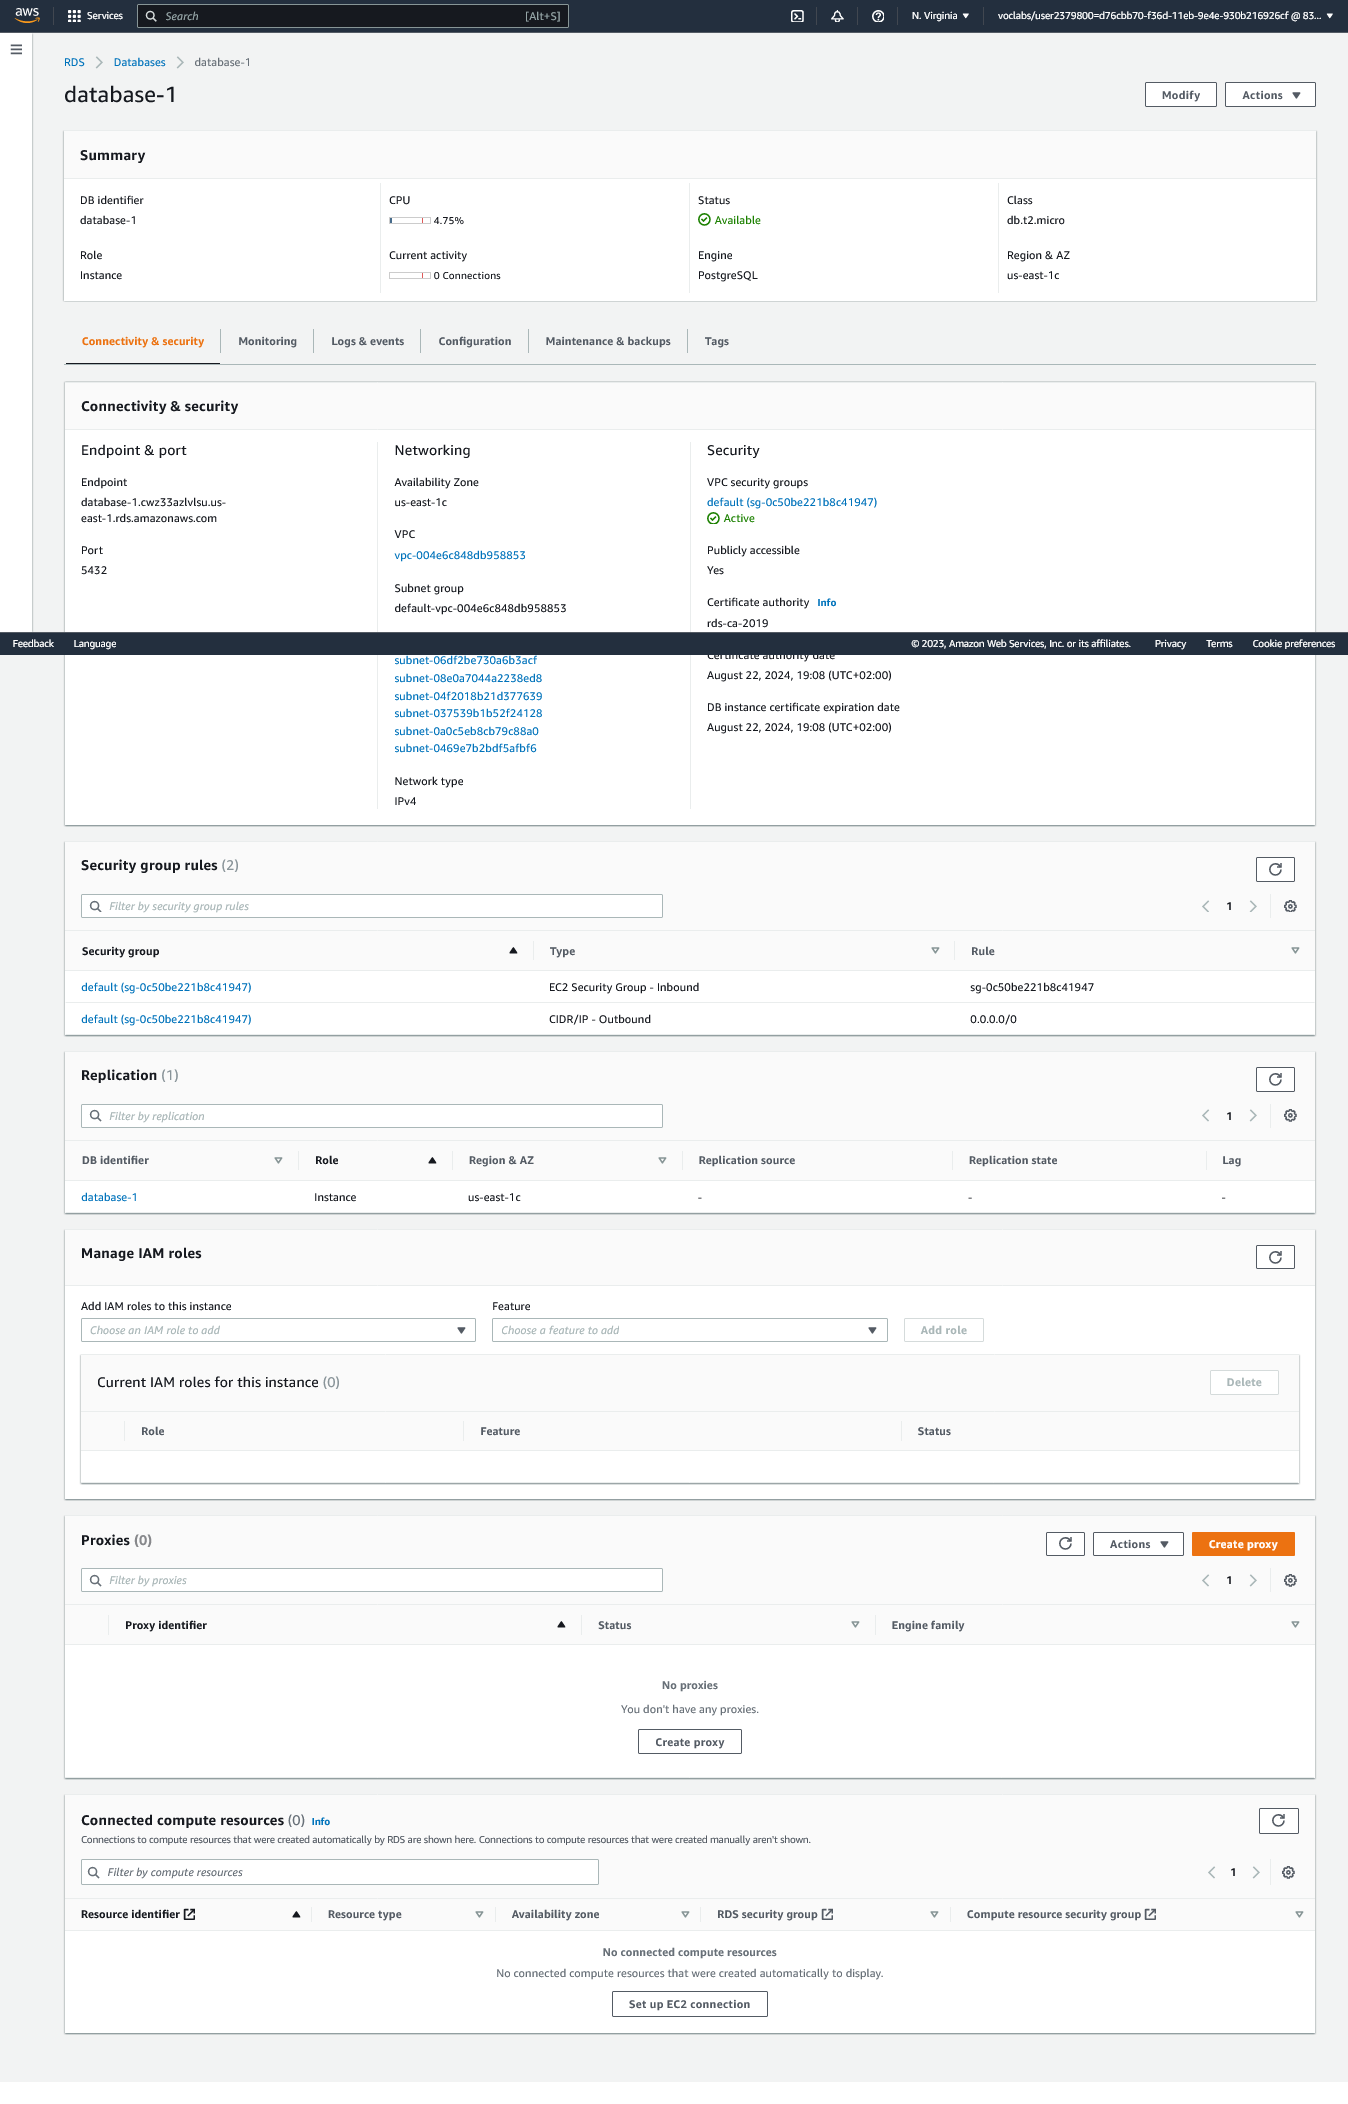 aws
Services
Search
[Alt+S]
N. Virginia
voclabs/user2379800=d76cbb70-f36d-11eb-9e4e-930b216926cf @ 83...
RDS
Databases
database-1
database-1
Modify
Actions
Summary
DB identifier
database-1
CPU
4.75%
Status
Available
Class
db.t2.micro
Role
Instance
Current activity
0 Connections
Engine
PostgreSQL
Region & AZ
us-east-1c
Connectivity & security
Monitoring
Logs & events
Configuration
Maintenance & backups
Tags
Connectivity & security
Endpoint & port
Endpoint
database-1.cwz33azlvlsu.us-
east-1.rds.amazonaws.com
Port
5432
Networking
Availability Zone
us-east-1c
VPC
vpc-004e6c848db958853
Subnet group
default-vpc-004e6c848db958853
Security
VPC security groups
default (sg-0c50be221b8c41947)
Active
Publicly accessible
Yes
Certificate authority Info
rds-ca-2019
Feedback
Language
© 2023, Amazon Web Services, Inc. or its affiliates.
Privacy
Terms
Cookie preferences
subnet-06df2be730a6b3acf
subnet-08e0a7044a2238ed8
subnet-04f2018b21d377639
subnet-037539b1b52f24128
subnet-0a0c5eb8cb79c88a0
subnet-0469e7b2bdf5afbf6
Network type
IPv4
Certificate authority date
August 22, 2024, 19:08 (UTC+02:00)
DB instance certificate expiration date
August 22, 2024, 19:08 (UTC+02:00)
Security group rules (2)
Filter by security group rules
1
Security group
Type
Rule
default (sg-0c50be221b8c41947)
EC2 Security Group - Inbound
sg-0c50be221b8c41947
default (sg-0c50be221b8c41947)
CIDR/IP - Outbound
0.0.0.0/0
Replication (1)
Filter by replication
1
DB identifier
Role
Region & AZ
Replication source
Replication state
Lag
database-1
Instance
us-east-1c
-
-
-
Manage IAM roles
Add IAM roles to this instance
Feature
Choose an IAM role to add
Choose a feature to add
Add role
Current IAM roles for this instance (0)
Delete
Role
Feature
Status
Proxies (0)
Actions
Create proxy
Filter by proxies
1
Proxy identifier
Status
Engine family
No proxies
You don't have any proxies.
Create proxy
Connected compute resources (0) Info
Connections to compute resources that were created automatically by RDS are shown here. Connections to compute resources that were created manually aren't shown.
Filter by compute resources
1
Resource identifier
Resource type
Availability zone
RDS security group
Compute resource security group
No connected compute resources
No connected compute resources that were created automatically to display.
Set up EC2 connection